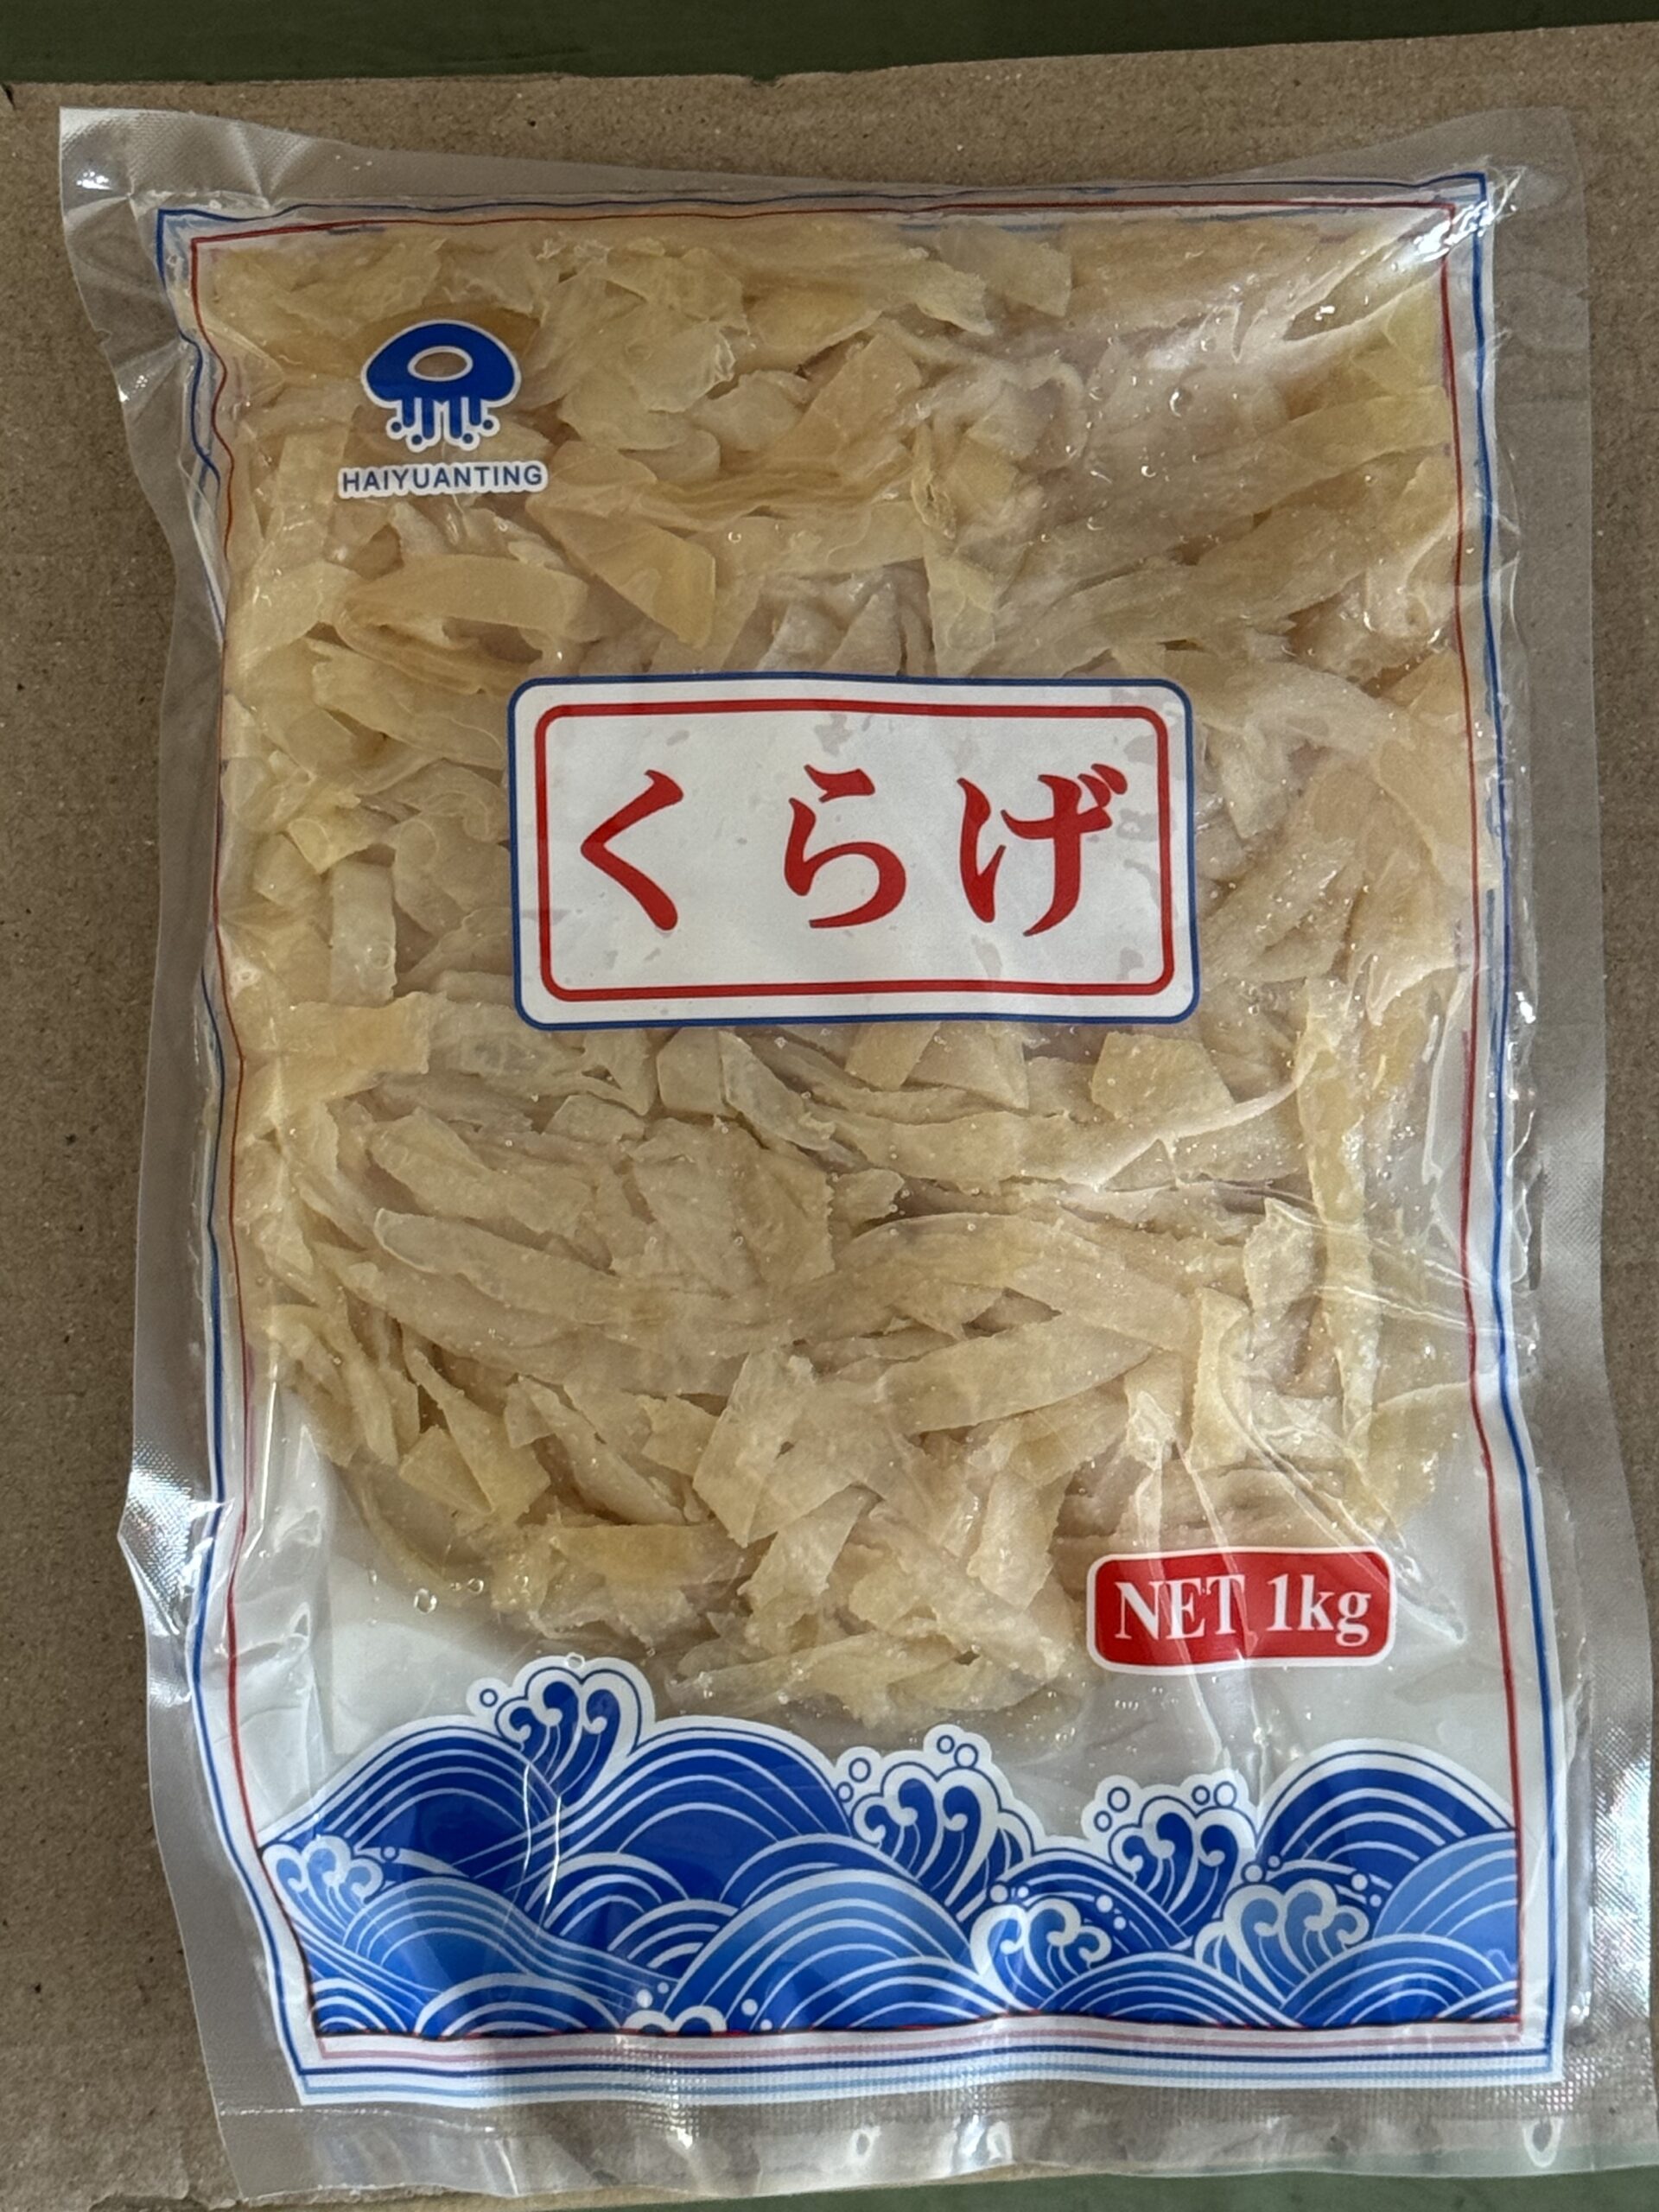 HAIYUANTING
くらげ
NET 1kg